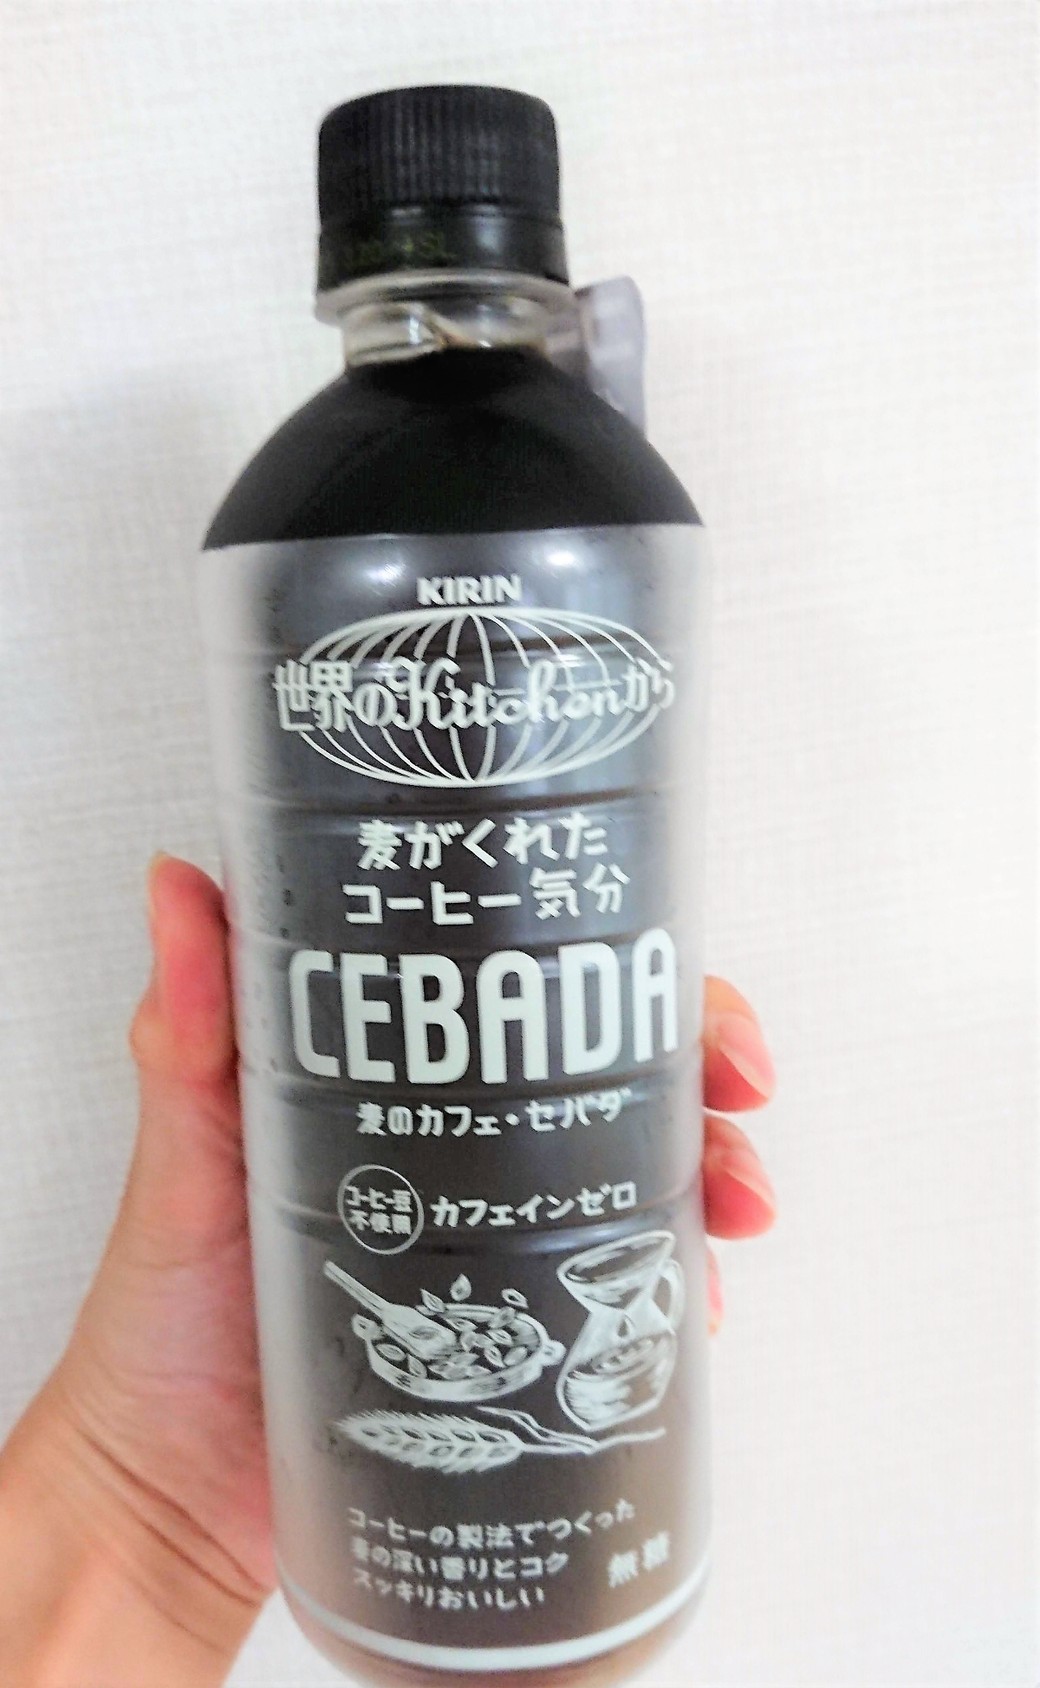 KIRIN
世界のKitchenから
麦がくれた
コーヒー気分
CEBADA
麦のカフェ・セバダ
コーヒー豆
不使用
カフェインゼロ
コーヒーの製法でつくった
麦の深い香りとコク
スッキリおいしい
無糖